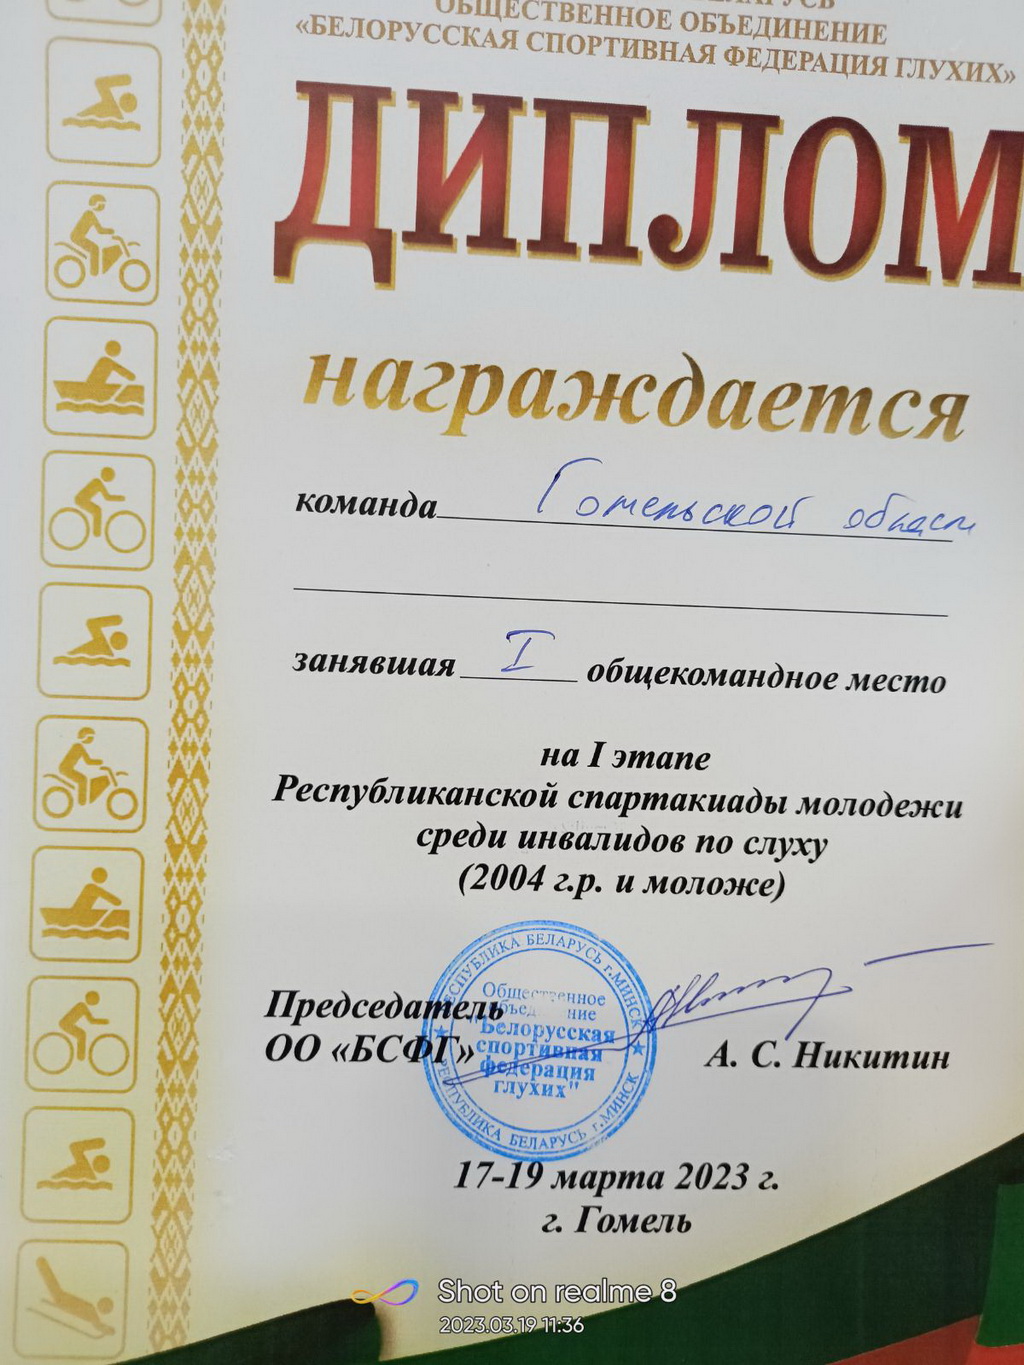 ОБЩЕСТВЕННОЕ ОБЪЕДИНЕНИЕ
«БЕЛОРУССКАЯ СПОРТИВНАЯ ФЕДЕРАЦИЯ ГЛУХИХ»
ДИПЛОМ
награждается
команда Гомельской област
занявшая I общекомандное место
на I этапе
Республиканской спартакиады молодежи
среди инвалидов по слуху
(2004 г.р. и моложе)
Председатель
ОО «БСФГ»
А. С. Никитин
РЕСПУБЛИКА БЕЛАРУСЬ г.МИНСК
Общественное
объединение
"Белорусская
спортивная
федерация
глухих"
РЕСПУБЛИКА БЕЛАРУСЬ г.МИНСК
17-19 марта 2023 г.
г. Гомель
Shot on realme 8
2023.03.19 11:36